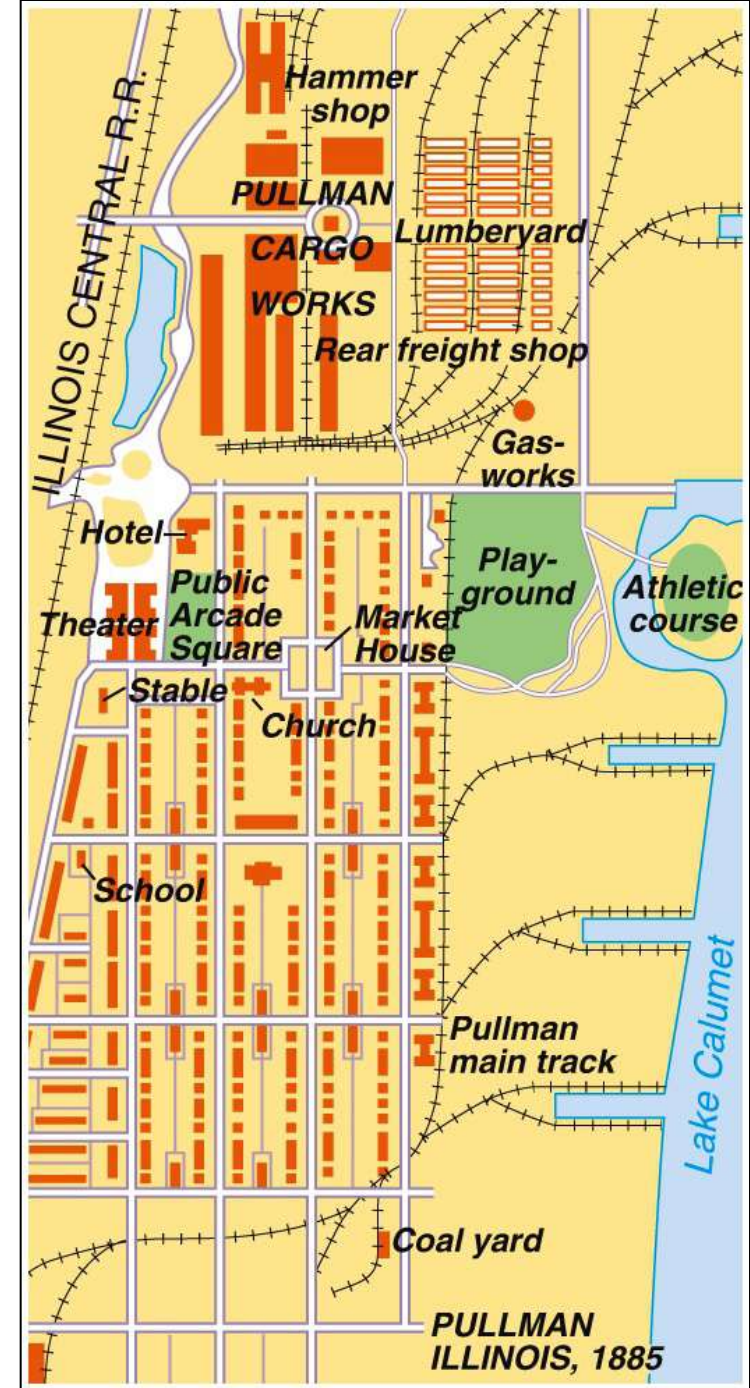 Hammer
shop
ILLINOIS CENTRAL R.R.
PULLMAN
CARGO
WORKS
Lumberyard
Rear freight shop
Gas-
works
Hotel
Play-
ground
Athletic
course
Public
Arcade
Square
Theater
Market
House
Stable
Church
School
Pullman
main track
Lake Calumet
Coal yard
PULLMAN
ILLINOIS, 1885